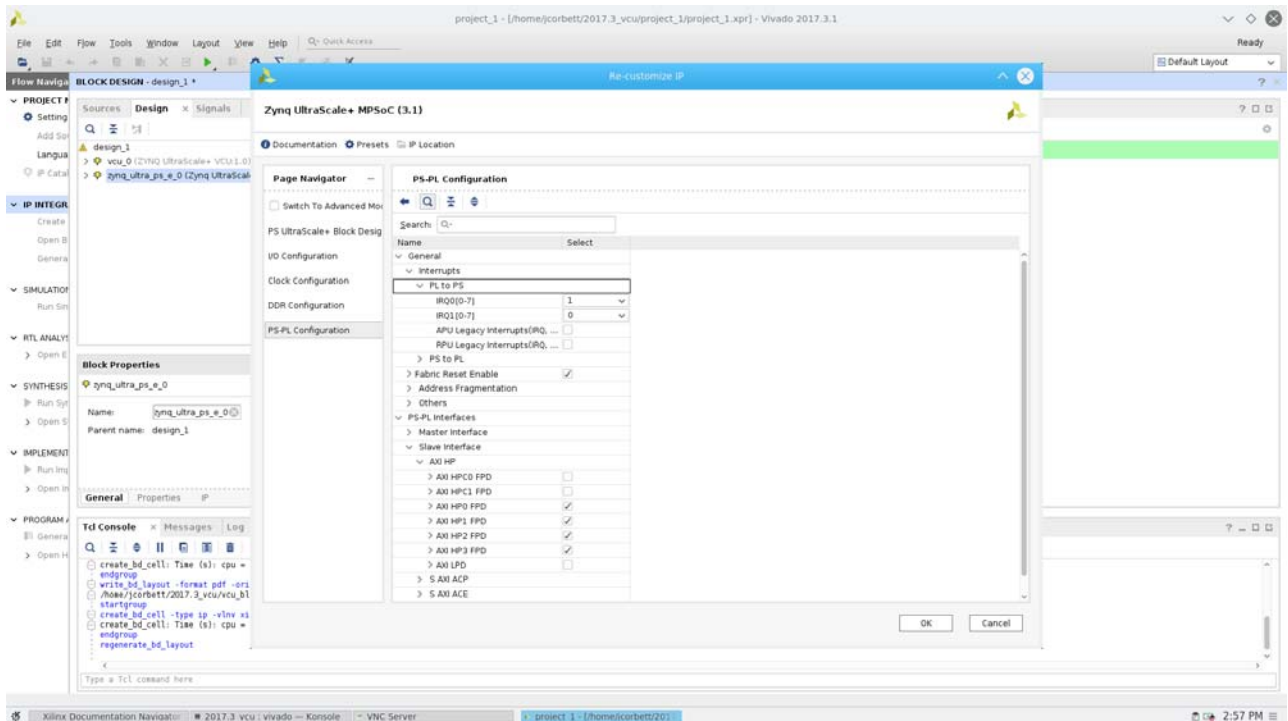 project_1 - [/home/jcorbett/2017.3_vcu/project_1/project_1.xpr] - Vivado 2017.3.1
File Edit Flow Tools Window Layout View Help Quick Access
Ready
Default Layout
Flow Naviga
BLOCK DESIGN - design_1 *
Re-customize IP
PROJECT M
Setting
Add So
Langua
IP Catal
IP INTEGR
Create
Open B
Genera
SIMULATION
Run Sim
RTL ANALYS
Open E
SYNTHESIS
Run Syn
Open S
IMPLEMENT
Run Imp
Open Im
PROGRAM A
Genera
Open H
Sources Design × Signals
design_1
vcu_0 (ZYNQ UltraScale+ VCU:1.0)
zynq_ultra_ps_e_0 (Zynq UltraScal
Block Properties
zynq_ultra_ps_e_0
Name: zynq_ultra_ps_e_0
Parent name: design_1
General Properties IP
Tcl Console × Messages Log
create_bd_cell: Time (s): cpu =
endgroup
write_bd_layout -format pdf -ori
/home/jcorbett/2017.3_vcu/vcu_bl
startgroup
create_bd_cell -type ip -vlnv xi
create_bd_cell: Time (s): cpu =
endgroup
regenerate_bd_layout
Type a Tcl command here
Zynq UltraScale+ MPSoC (3.1)
Documentation Presets IP Location
Page Navigator
Switch To Advanced Mod
PS UltraScale+ Block Desig
I/O Configuration
Clock Configuration
DDR Configuration
PS-PL Configuration
PS-PL Configuration
Search:
Name Select
General
Interrupts
PL to PS
IRQ0[0-7] 1
IRQ1[0-7] 0
APU Legacy Interrupts(IRQ, ...
RPU Legacy Interrupts(IRQ, ...
PS to PL
Fabric Reset Enable
Address Fragmentation
Others
PS-PL Interfaces
Master Interface
Slave Interface
AXI HP
AXI HPC0 FPD
AXI HPC1 FPD
AXI HP0 FPD
AXI HP1 FPD
AXI HP2 FPD
AXI HP3 FPD
AXI LPD
S AXI ACP
S AXI ACE
OK Cancel
Xilinx Documentation Navigator 2017.3_vcu : vivado — Konsole VNC Server project_1 - [/home/jcorbett/201 2:57 PM